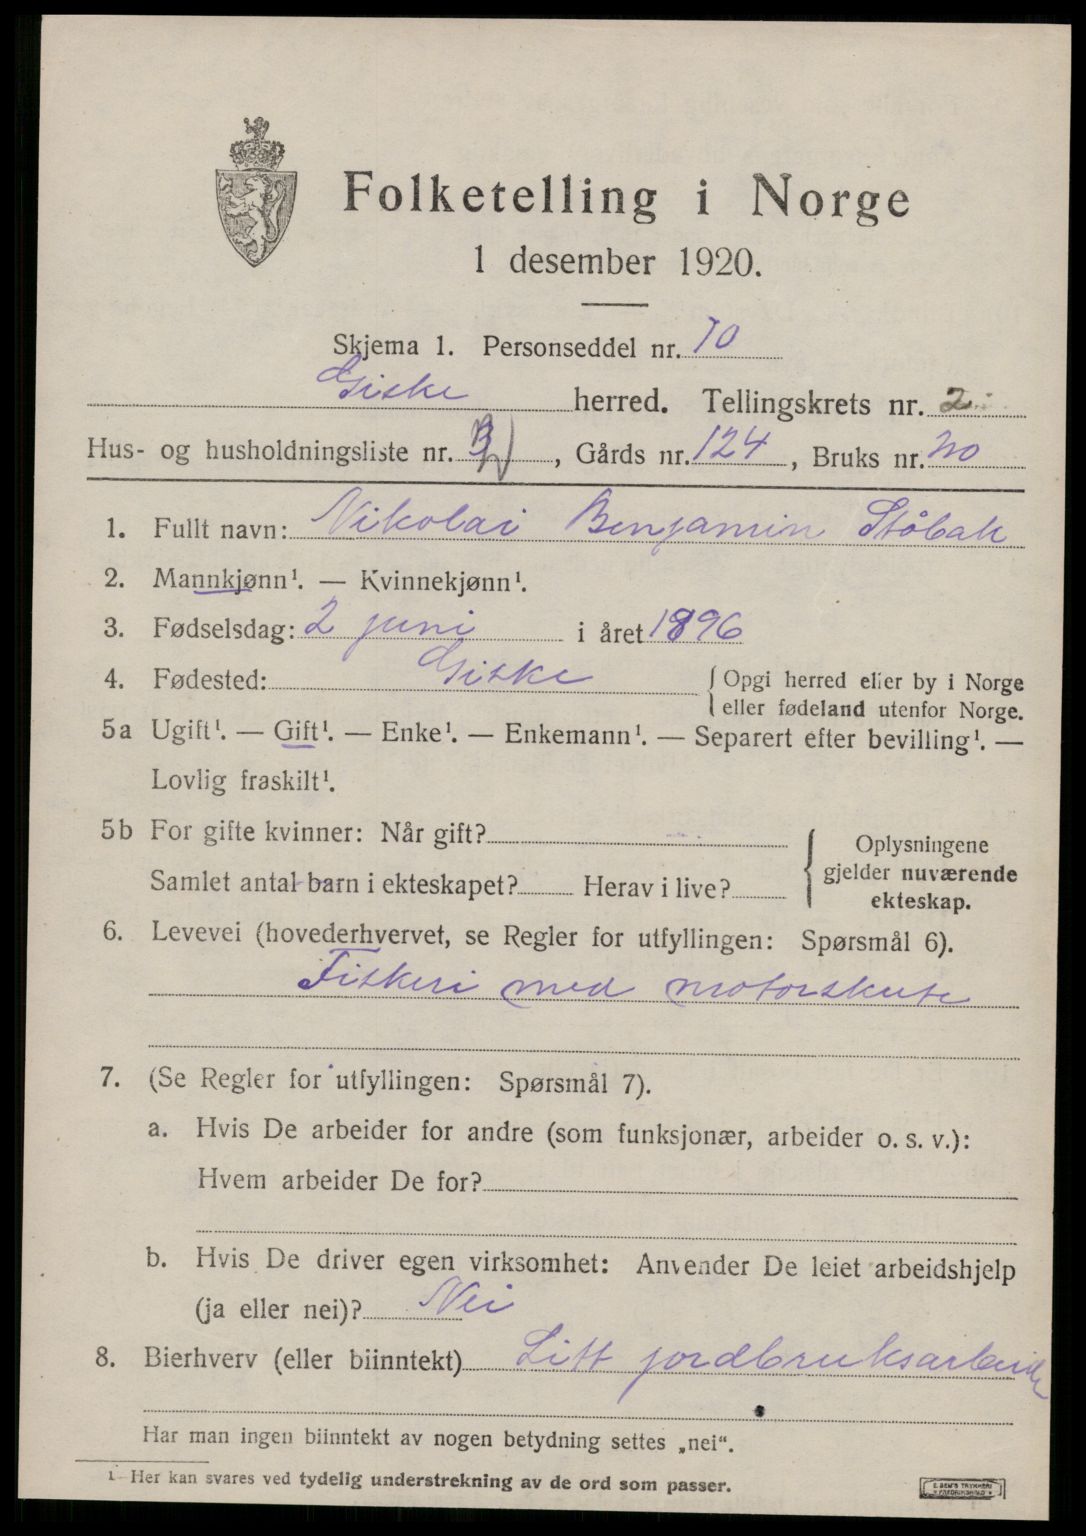 Folketelling i Norge
1 desember 1920.
Skjema 1. Personseddel nr. 70
Giske herred. Tellingskrets nr. 2
Hus- og husholdningsliste nr. , Gårds nr. 124, Bruks nr. 20
1. Fullt navn: Nikolai Benjamin Støbak
2. Mannkjønn¹. — Kvinnekjønn¹.
3. Fødselsdag: 2 juni i året 1896
4. Fødested: Giske { Opgi herred eller by i Norge
eller fødeland utenfor Norge.
5a Ugift¹. — Gift¹. — Enke¹. — Enkemann¹. — Separert efter bevilling¹. —
Lovlig fraskilt¹.
5b For gifte kvinner: Når gift?
Samlet antal barn i ekteskapet? Herav i live?
{ Oplysningene
gjelder nuværende
ekteskap.
6. Levevei (hovederhvervet, se Regler for utfyllingen: Spørsmål 6).
Fiskeri med motorskute
7. (Se Regler for utfyllingen: Spørsmål 7).
a. Hvis De arbeider for andre (som funksjonær, arbeider o. s. v.):
Hvem arbeider De for?
b. Hvis De driver egen virksomhet: Anvender De leiet arbeidshjelp
(ja eller nei)? Nei
8. Bierhverv (eller biinntekt) Litt jordbruksarbeide
Har man ingen biinntekt av nogen betydning settes „nei“.
¹ Her kan svares ved tydelig understrekning av de ord som passer.